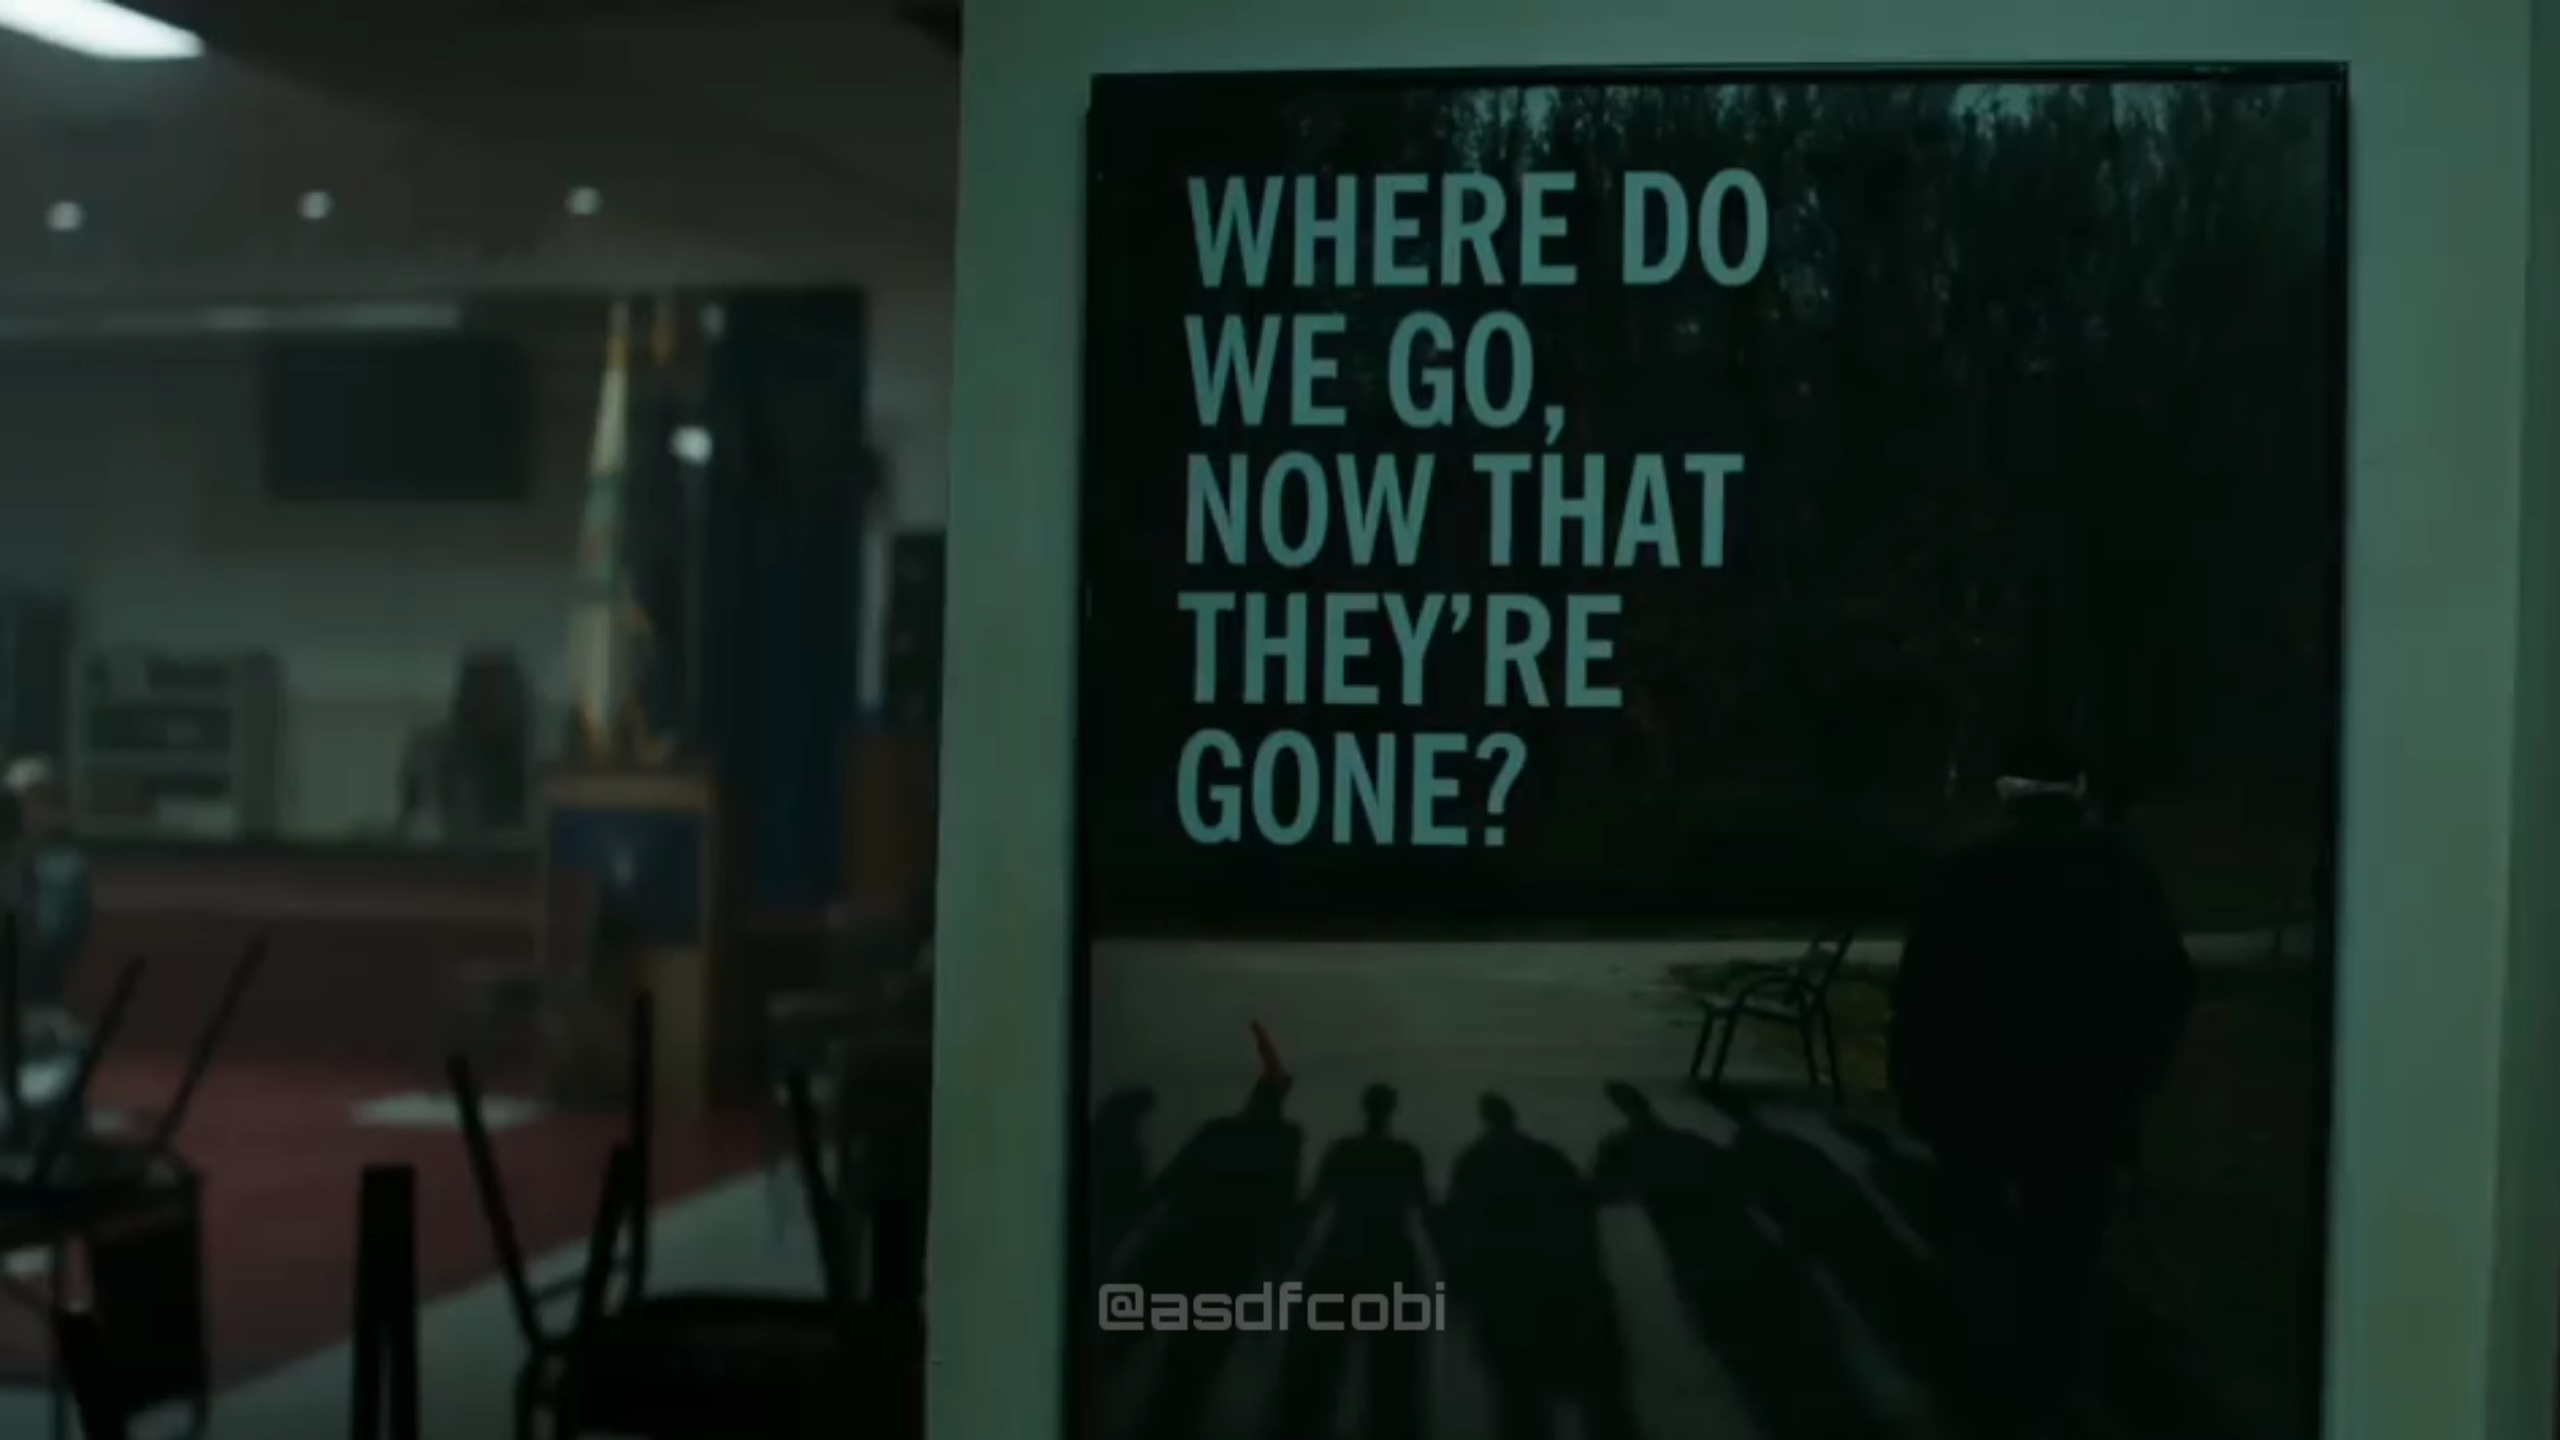 WHERE DO
WE GO,
NOW THAT
THEY'RE
GONE?
@asdfcobi